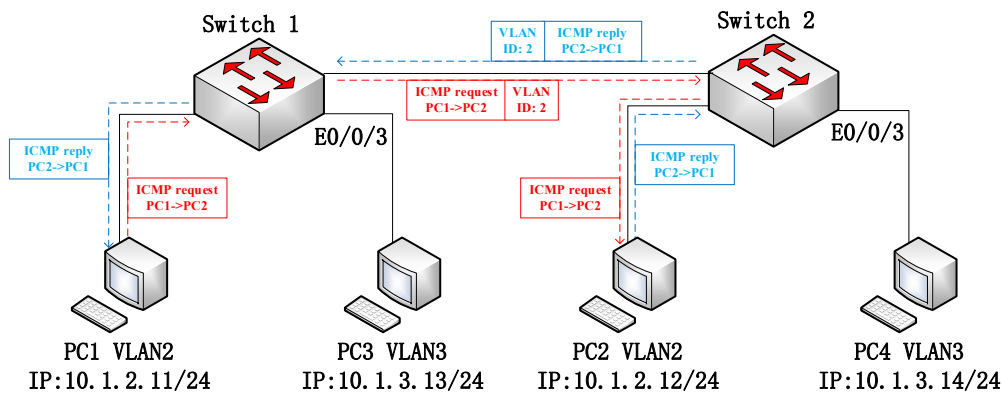 Switch 1
Switch 2
VLAN
ID: 2
ICMP reply
PC2->PC1
ICMP request
PC1->PC2
VLAN
ID: 2
E0/0/3
E0/0/3
ICMP reply
PC2->PC1
ICMP request
PC1->PC2
ICMP reply
PC2->PC1
ICMP request
PC1->PC2
PC1 VLAN2
IP:10.1.2.11/24
PC3 VLAN3
IP:10.1.3.13/24
PC2 VLAN2
IP:10.1.2.12/24
PC4 VLAN3
IP:10.1.3.14/24